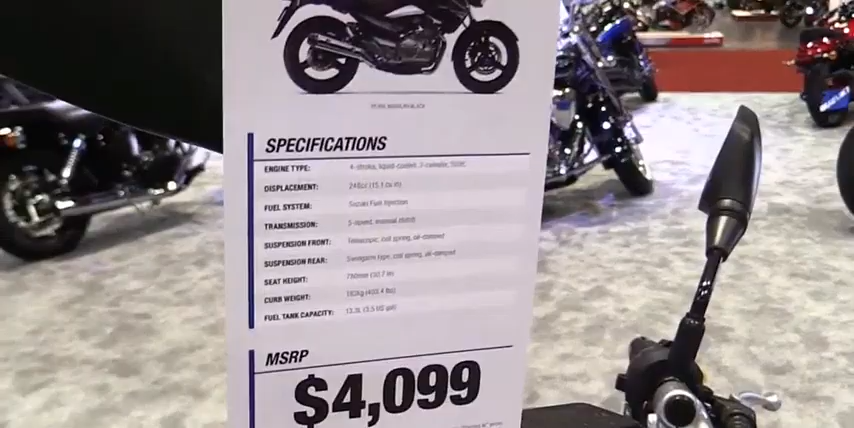 SPECIFICATIONS
ENGINE TYPE: 4-stroke, liquid-cooled, 2-cylinder, SOHC
DISPLACEMENT: 248cc (15.1 cu in)
FUEL SYSTEM: Suzuki Fuel Injection
TRANSMISSION: 6-speed, manual
SUSPENSION FRONT: Telescopic, coil spring, oil-damped
SUSPENSION REAR: Swingarm type, coil spring, oil-damped
SEAT HEIGHT: 780mm (30.7 in)
CURB WEIGHT: 183kg (403.4 lbs)
FUEL TANK CAPACITY: 13.3L (3.5 US gal)
MSRP
$4,099